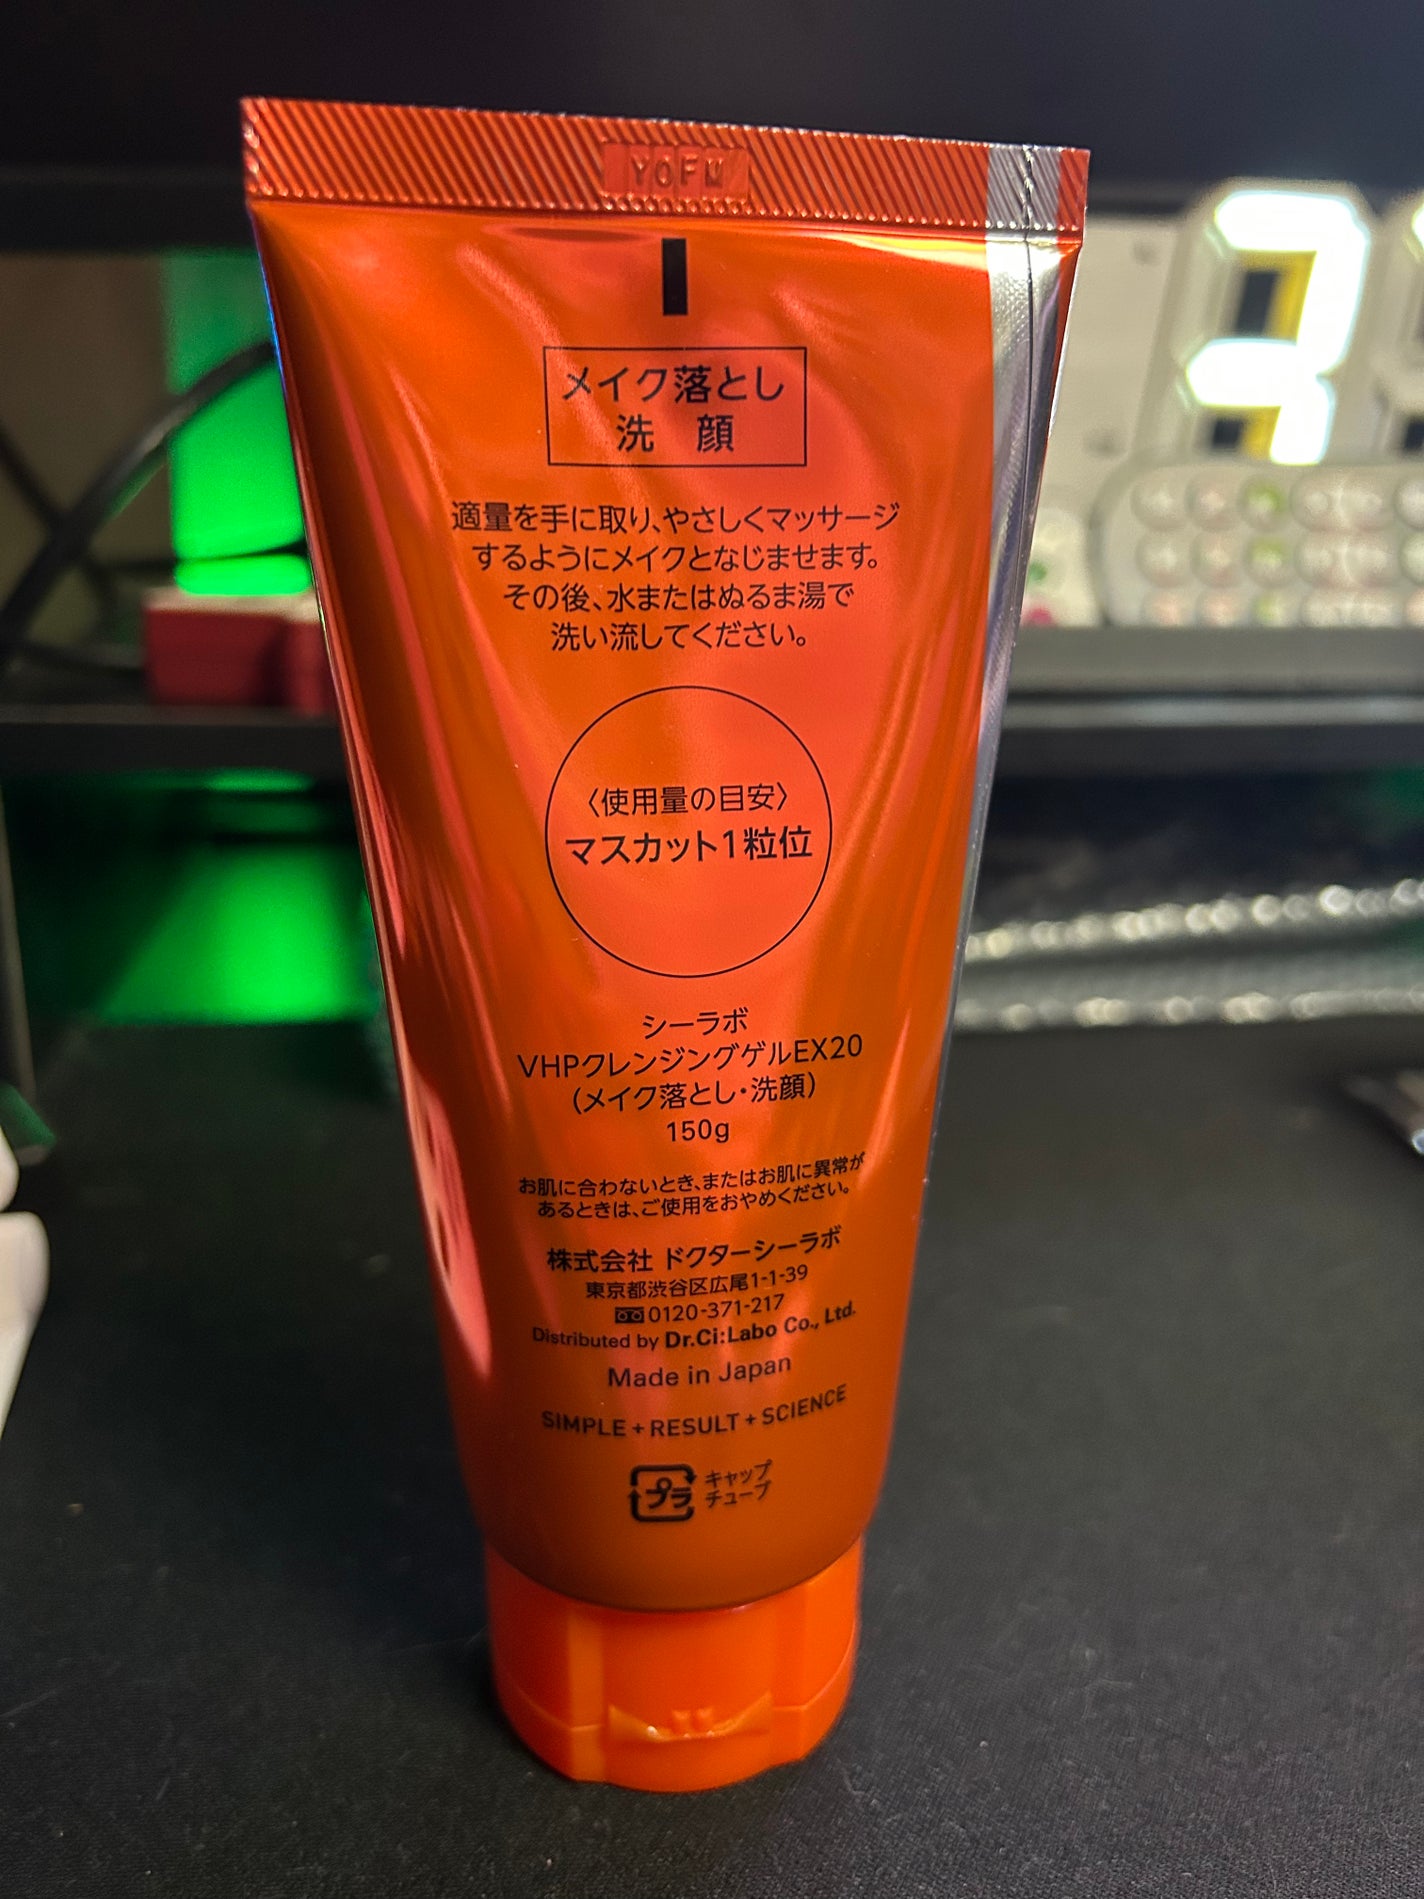 YOFW
メイク落とし
洗 顔
適量を手に取り、やさしくマッサージ
するようにメイクとなじませます。
その後、水またはぬるま湯で
洗い流してください。
〈使用量の目安〉
マスカット1粒位
シーラボ
VHPクレンジングゲルEX20
(メイク落とし・洗顔)
150g
お肌に合わないとき、またはお肌に異常が
あるときは、ご使用をおやめください。
株式会社 ドクターシーラボ
東京都渋谷区広尾1-1-39
0120-371-217
Distributed by Dr.Ci:Labo Co., Ltd.
Made in Japan
SIMPLE + RESULT + SCIENCE
プラ
キャップ
チューブ